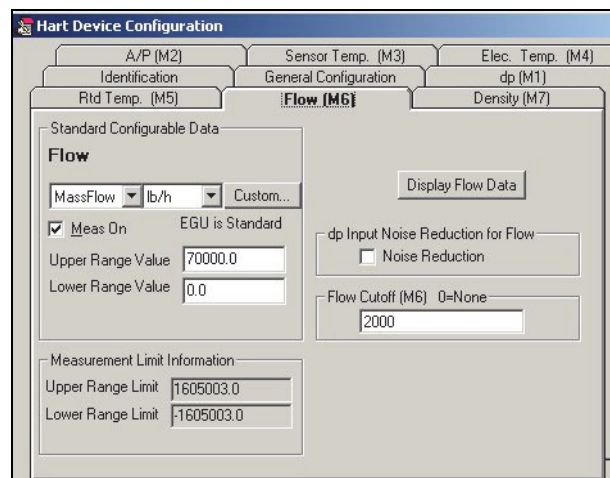 Hart Device Configuration
A/P (M2) Sensor Temp. (M3) Elec. Temp. (M4)
Identification General Configuration dp (M1)
Rtd Temp. (M5) Flow (M6) Density (M7)
Standard Configurable Data
Flow
MassFlow lb/h Custom...
Meas On EGU is Standard
Upper Range Value 70000.0
Lower Range Value 0.0
Display Flow Data
dp Input Noise Reduction for Flow
Noise Reduction
Flow Cutoff (M6) 0=None
2000
Measurement Limit Information
Upper Range Limit 1605003.0
Lower Range Limit -1605003.0